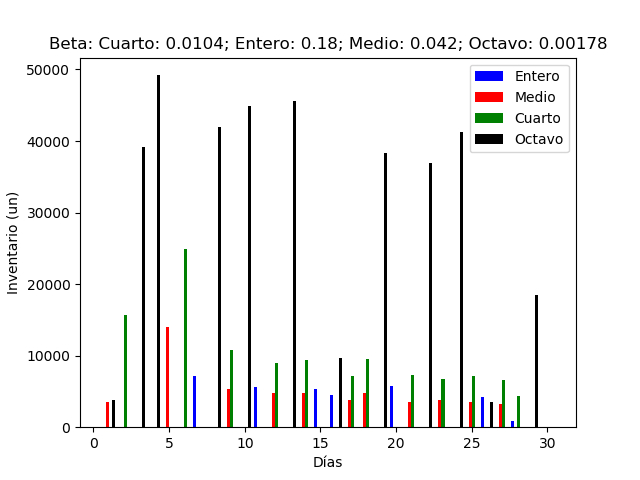 Beta: Cuarto: 0.0104; Entero: 0.18; Medio: 0.042; Octavo: 0.00178
50000
40000
30000
20000
10000
0
Inventario (un)
Entero
Medio
Cuarto
Octavo
0 5 10 15 20 25 30
Días